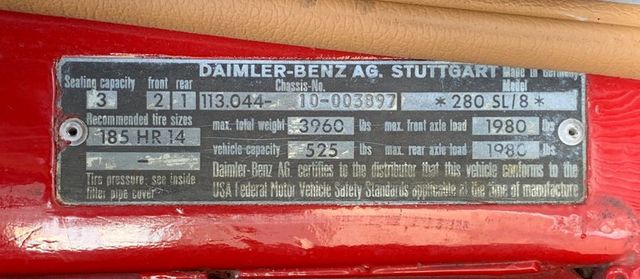 DAIMLER-BENZ AG. STUTTGART Made in Germany
Seating capacity front rear Chassis-No. Model
3 2 1 113.044- 10-003897 * 280 SL/8 *
Recommended tire sizes max. total weight 3960 lbs max. front axle load 1980 lbs
185 HR 14 vehicle capacity 525 lbs max. rear axle load 1980 lbs
-
Daimler-Benz AG. certifies to the distributor that this vehicle conforms to the
Tire pressure: see inside
filler pipe cover
USA Federal Motor Vehicle Safety Standards applicable at the time of manufacture